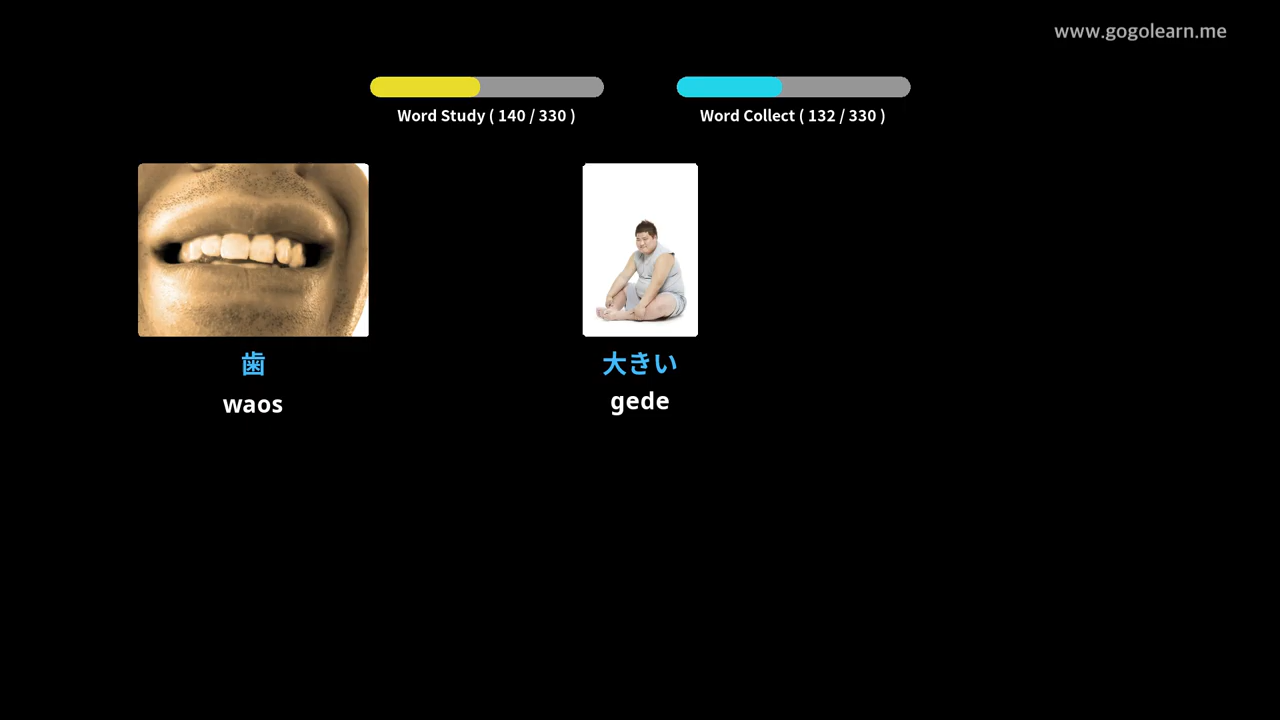 www.gogolearn.me
Word Study ( 140 / 330 )
Word Collect ( 132 / 330 )
歯
waos
大きい
gede